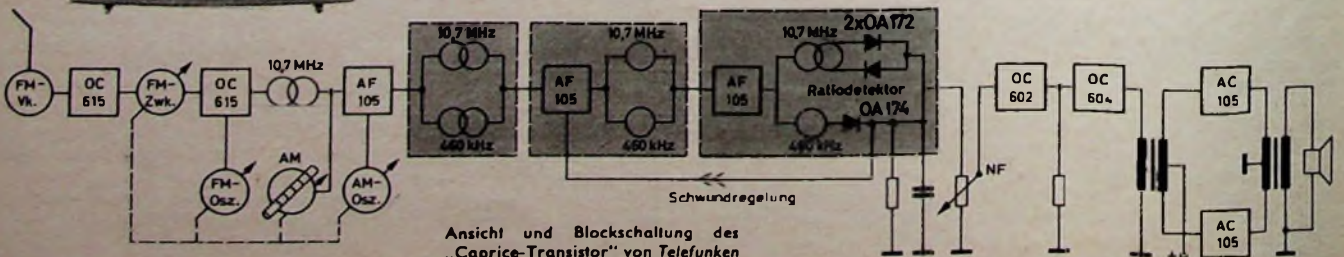 FM-
Vk.
OC
615
FM-
Zwk.
OC
615
10,7 MHz
AF
105
FM-
Osz.
AM
AM-
Osz.
10,7 MHz
460 kHz
AF
105
10,7 MHz
460 kHz
AF
105
10,7 MHz
2xOA172
Ratiodetektor
OA 174
460 kHz
Schwundregelung
NF
OC
602
OC
604
AC
105
AC
105
Ansicht und Blockschaltung des
„Caprice-Transistor“ von Telefunken